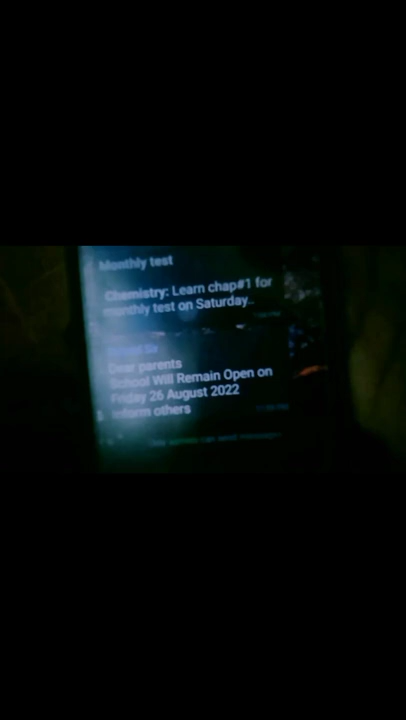 Monthly test
Chemistry: Learn chap#1 for
monthly test on Saturday..
Sir
Dear parents
School Will Remain Open on
Friday 26 August 2022
Inform others